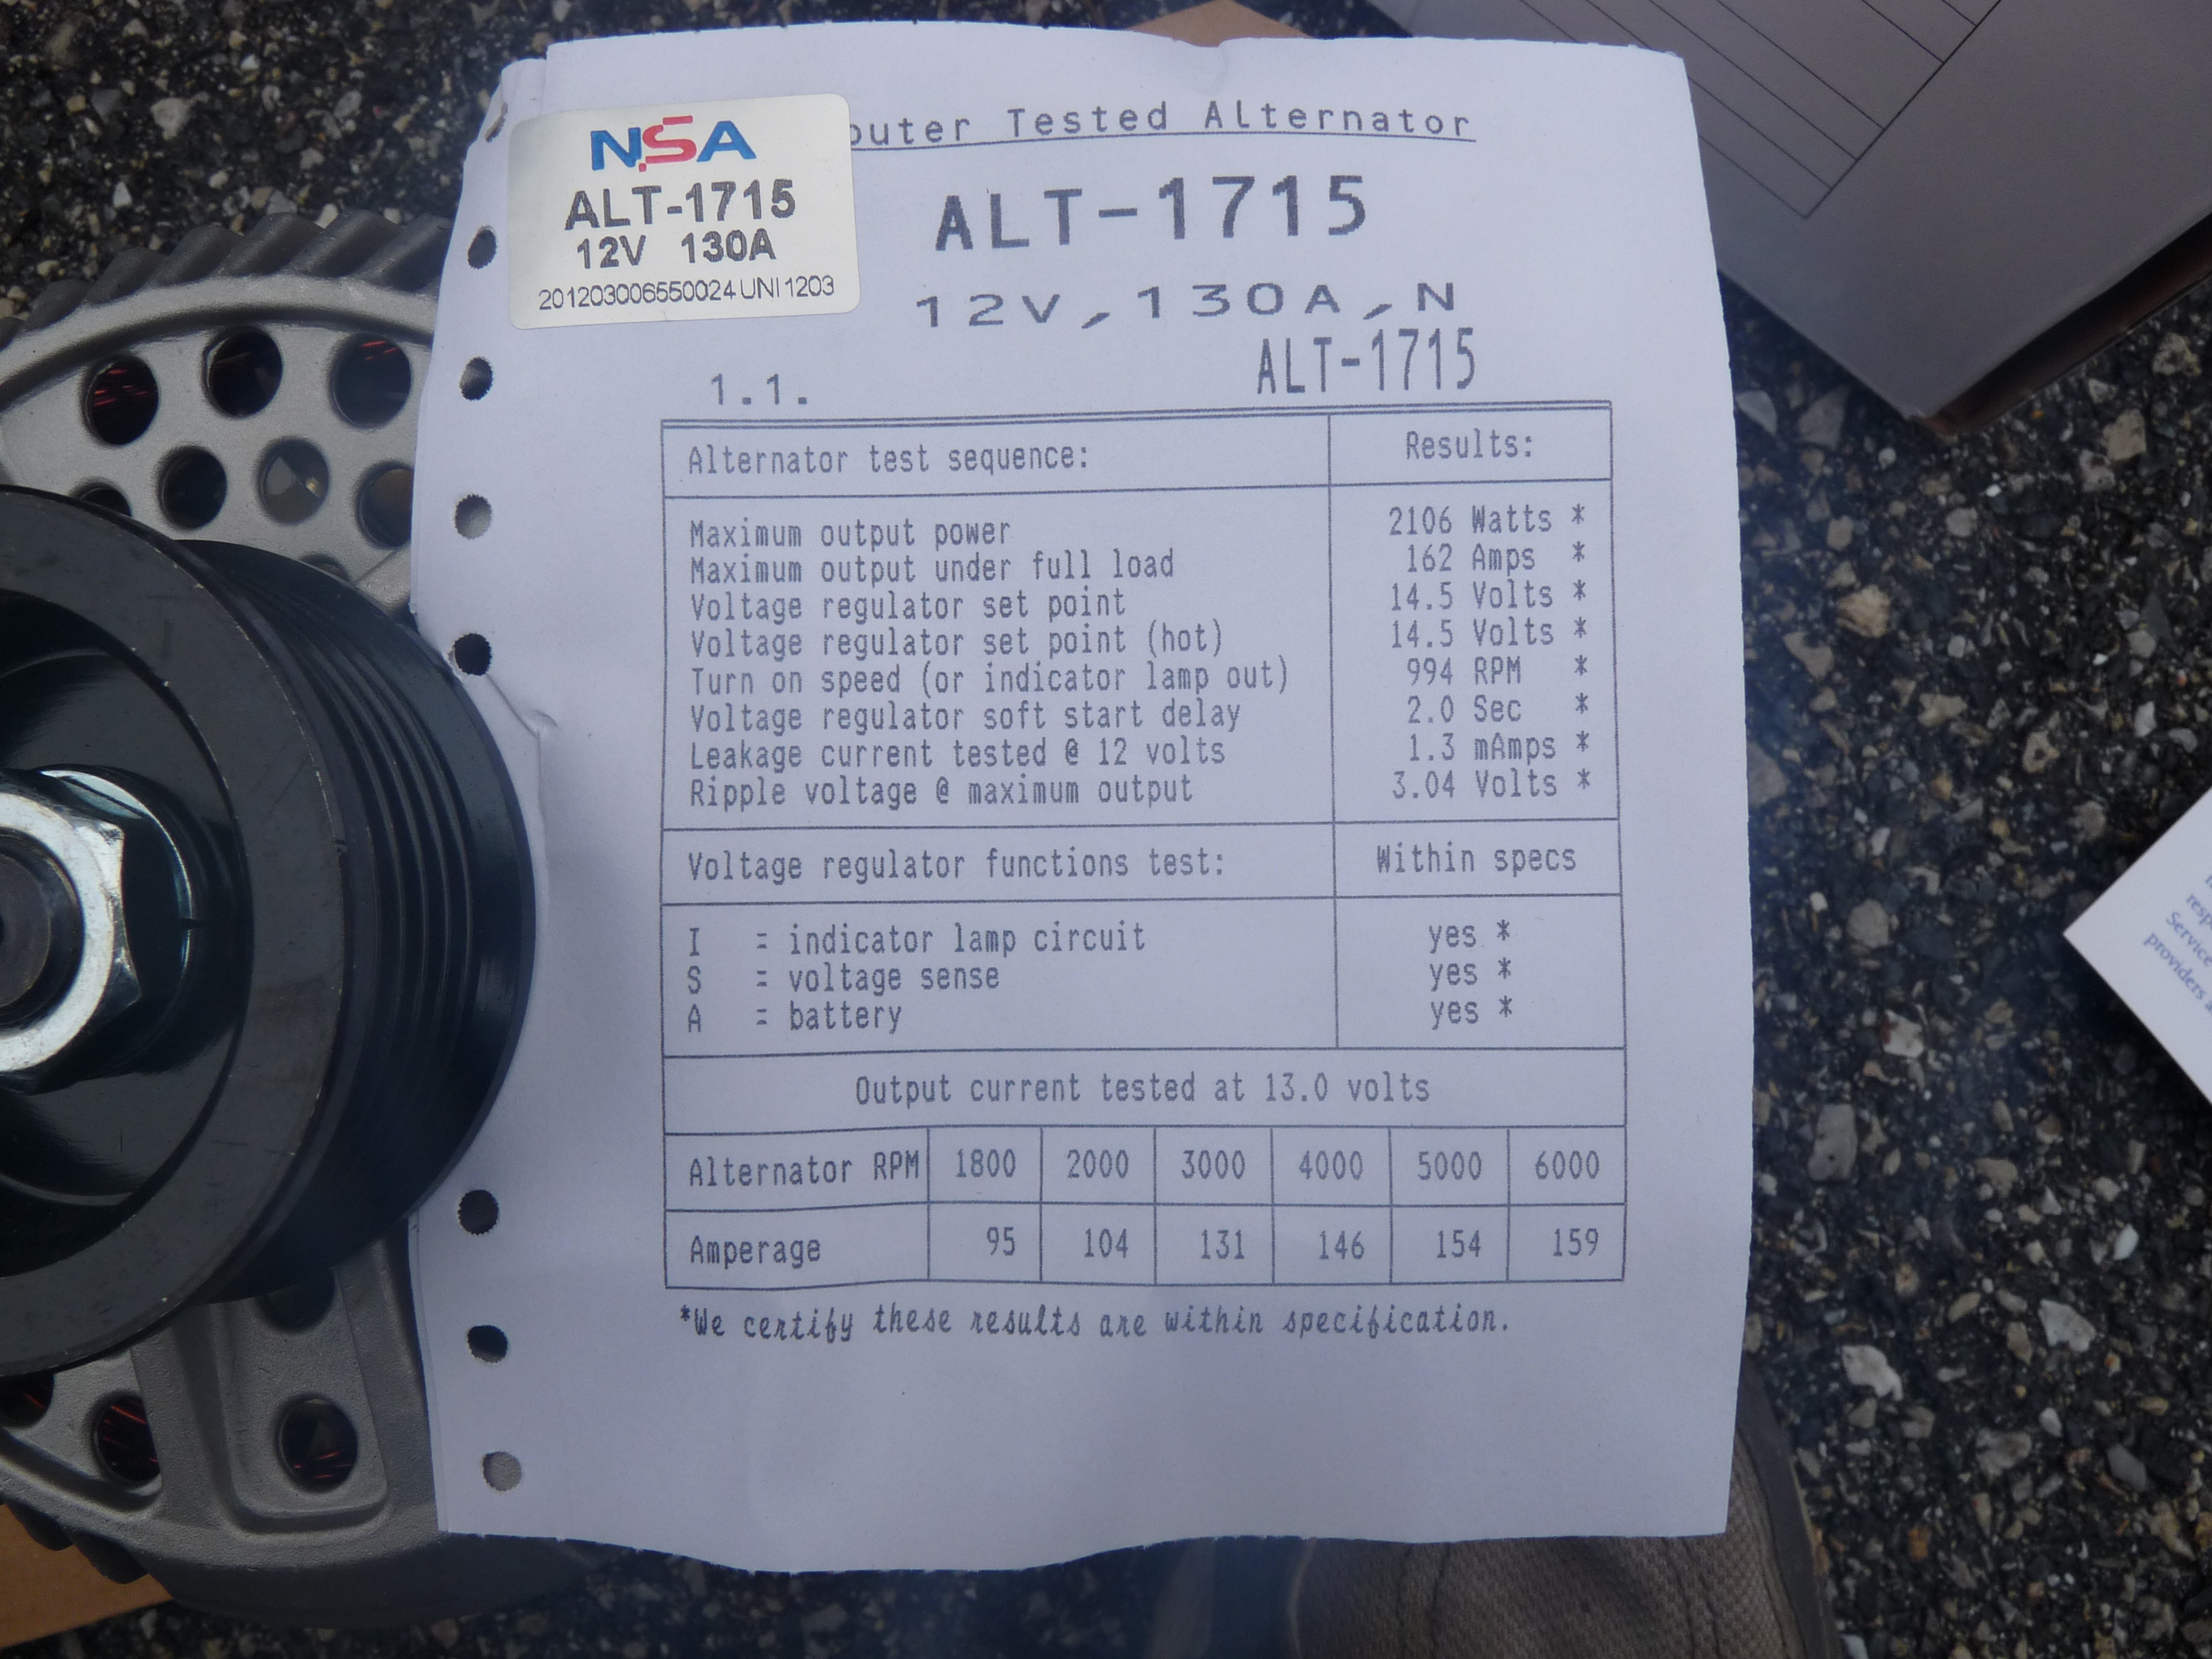 NSA
ALT-1715
12V 130A
201203006550024 UNI 1203
Tested Alternator
ALT-1715
12V,130A,N
ALT-1715
1.1.
Alternator test sequence: Results:
Maximum output power 2106 Watts *
Maximum output under full load 162 Amps *
Voltage regulator set point 14.5 Volts *
Voltage regulator set point (hot) 14.5 Volts *
Turn on speed (or indicator lamp out) 994 RPM *
Voltage regulator soft start delay 2.0 Sec *
Leakage current tested @ 12 volts 1.3 mAmps *
Ripple voltage @ maximum output 3.04 Volts *
Voltage regulator functions test: Within specs
I = indicator lamp circuit yes *
S = voltage sense yes *
A = battery yes *
Output current tested at 13.0 volts
Alternator RPM 1800 2000 3000 4000 5000 6000
Amperage 95 104 131 146 154 159
*We certify these results are within specification.
Service
providers